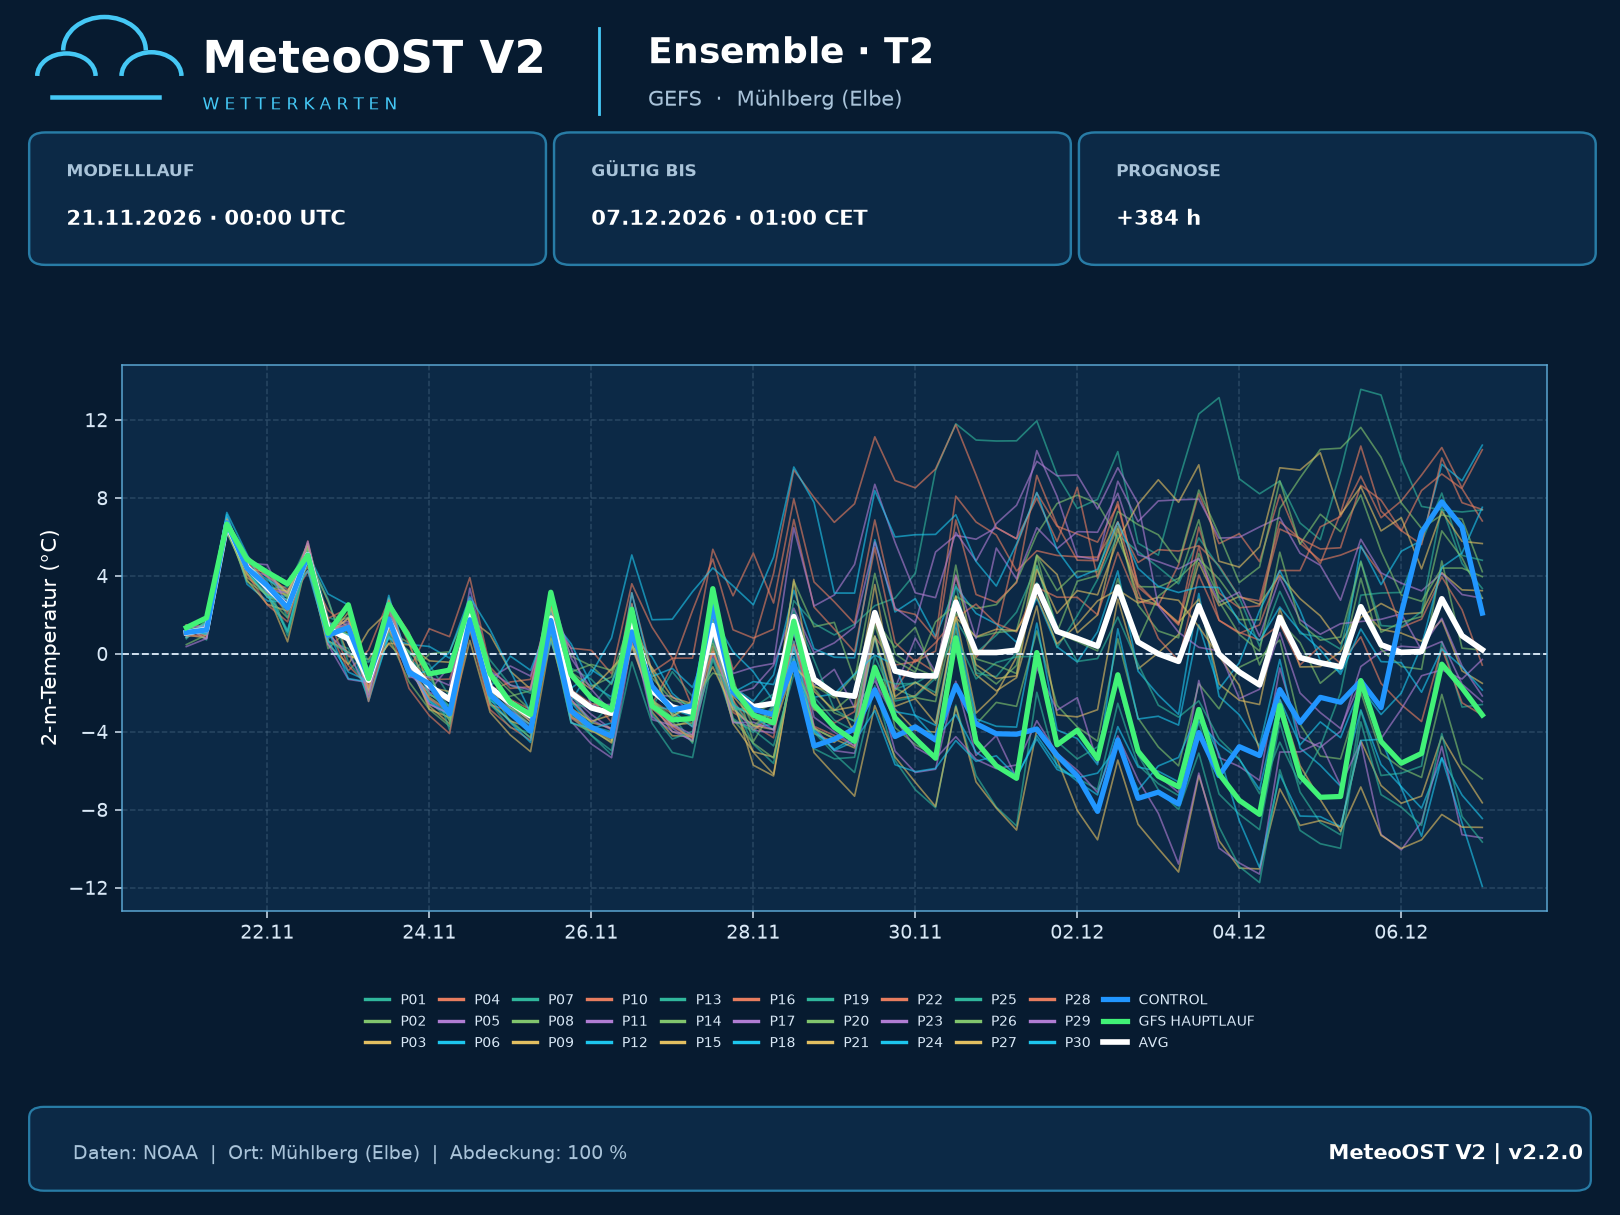 MeteoOST V2
WETTERKARTEN
Ensemble · T2
GEFS · Mühlberg (Elbe)
MODELLLAUF
21.11.2026 · 00:00 UTC
GÜLTIG BIS
07.12.2026 · 01:00 CET
PROGNOSE
+384 h
2-m-Temperatur (°C)
12
8
4
0
−4
−8
−12
22.11 24.11 26.11 28.11 30.11 02.12 04.12 06.12
P01 P04 P07 P10 P13 P16 P19 P22 P25 P28 CONTROL
P02 P05 P08 P11 P14 P17 P20 P23 P26 P29 GFS HAUPTLAUF
P03 P06 P09 P12 P15 P18 P21 P24 P27 P30 AVG
Daten: NOAA | Ort: Mühlberg (Elbe) | Abdeckung: 100 %
MeteoOST V2 | v2.2.0